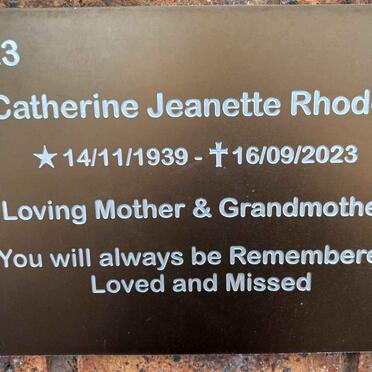 3
Catherine Jeanette Rhod
★ 14/11/1939 - ✝ 16/09/2023
Loving Mother & Grandmothe
You will always be Remembere
Loved and Missed